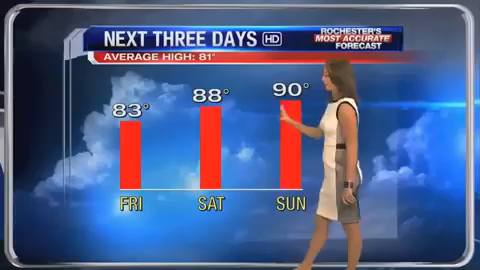 NEXT THREE DAYS HD
ROCHESTER'S
MOST ACCURATE
FORECAST
AVERAGE HIGH: 81°
83° 88° 90°
FRI SAT SUN